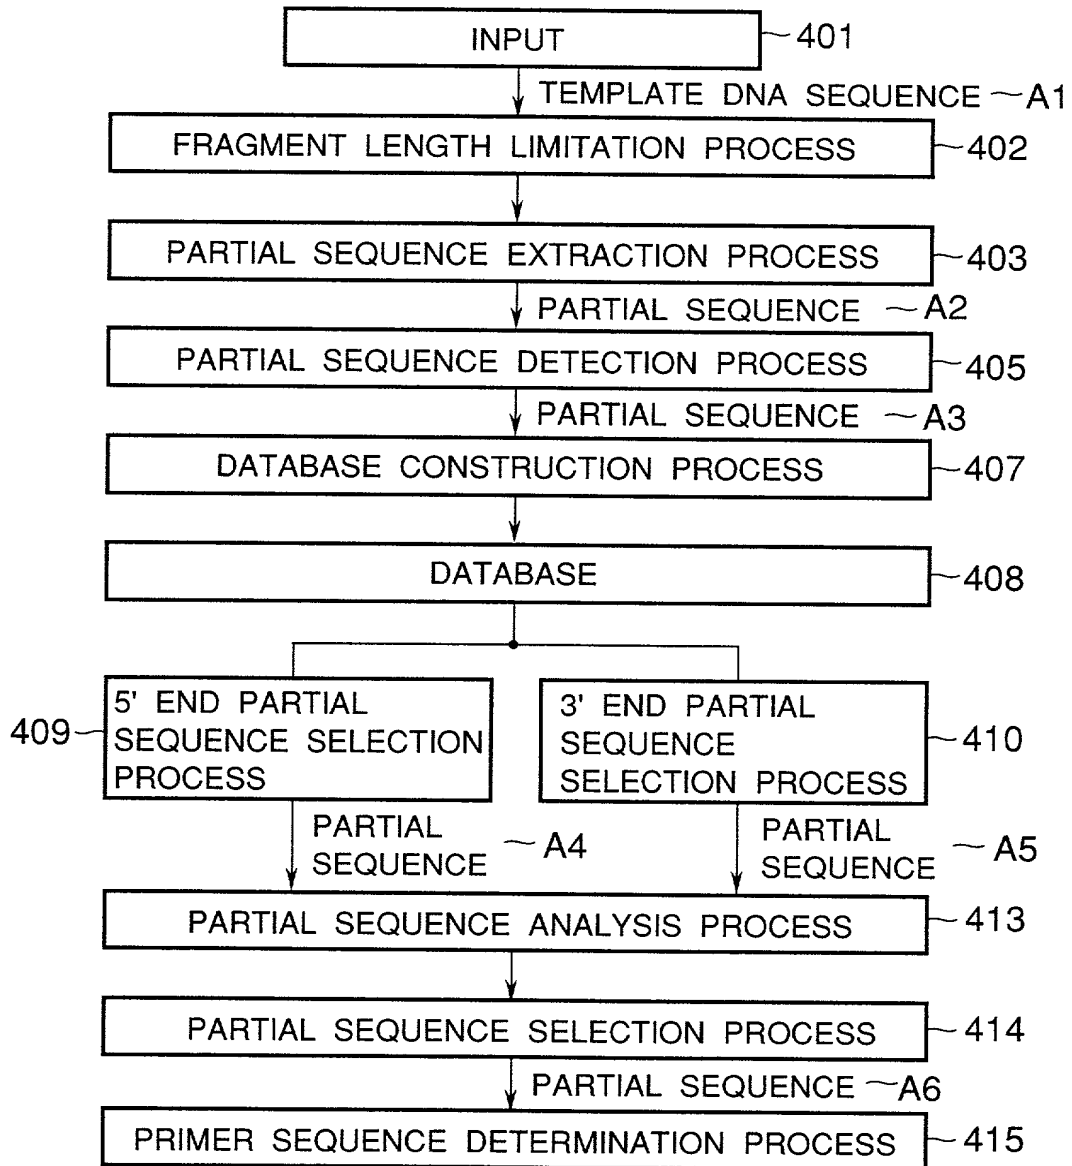 INPUT
401
TEMPLATE DNA SEQUENCE
A1
FRAGMENT LENGTH LIMITATION PROCESS
402
PARTIAL SEQUENCE EXTRACTION PROCESS
403
PARTIAL SEQUENCE
A2
PARTIAL SEQUENCE DETECTION PROCESS
405
PARTIAL SEQUENCE
A3
DATABASE CONSTRUCTION PROCESS
407
DATABASE
408
409
5' END PARTIAL
SEQUENCE SELECTION
PROCESS
3' END PARTIAL
SEQUENCE
SELECTION PROCESS
410
PARTIAL
SEQUENCE
A4
PARTIAL
SEQUENCE
A5
PARTIAL SEQUENCE ANALYSIS PROCESS
413
PARTIAL SEQUENCE SELECTION PROCESS
414
PARTIAL SEQUENCE
A6
PRIMER SEQUENCE DETERMINATION PROCESS
415